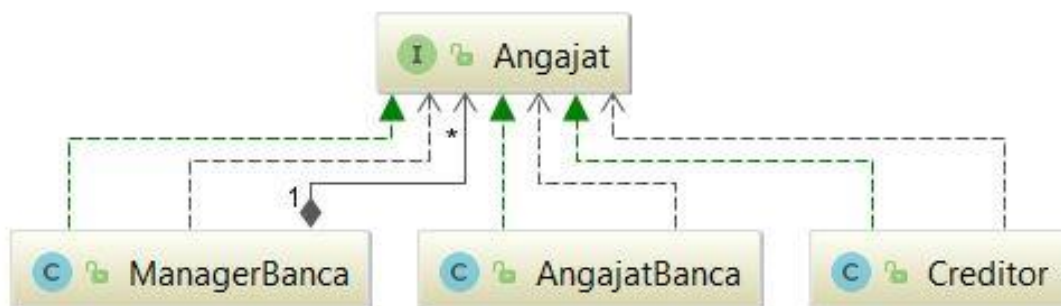 I Angajat
*
1
C ManagerBanca
C AngajatBanca
C Creditor